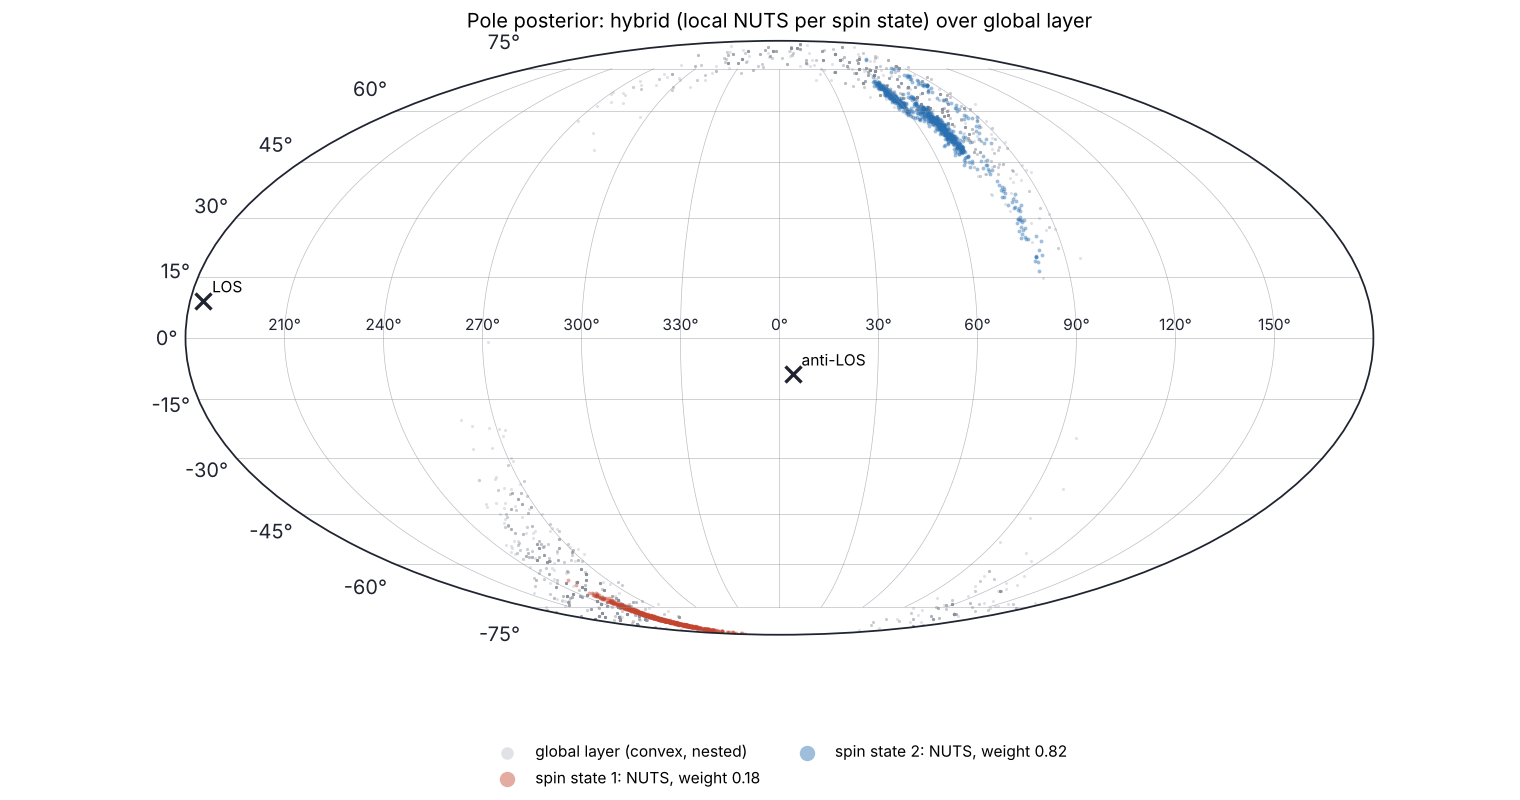 Pole posterior: hybrid (local NUTS per spin state) over global layer
75°
60°
45°
30°
15°
LOS
210° 240° 270° 300° 330° 0° 30° 60° 90° 120° 150°
0°
anti-LOS
-15°
-30°
-45°
-60°
-75°
global layer (convex, nested)
spin state 1: NUTS, weight 0.18
spin state 2: NUTS, weight 0.82